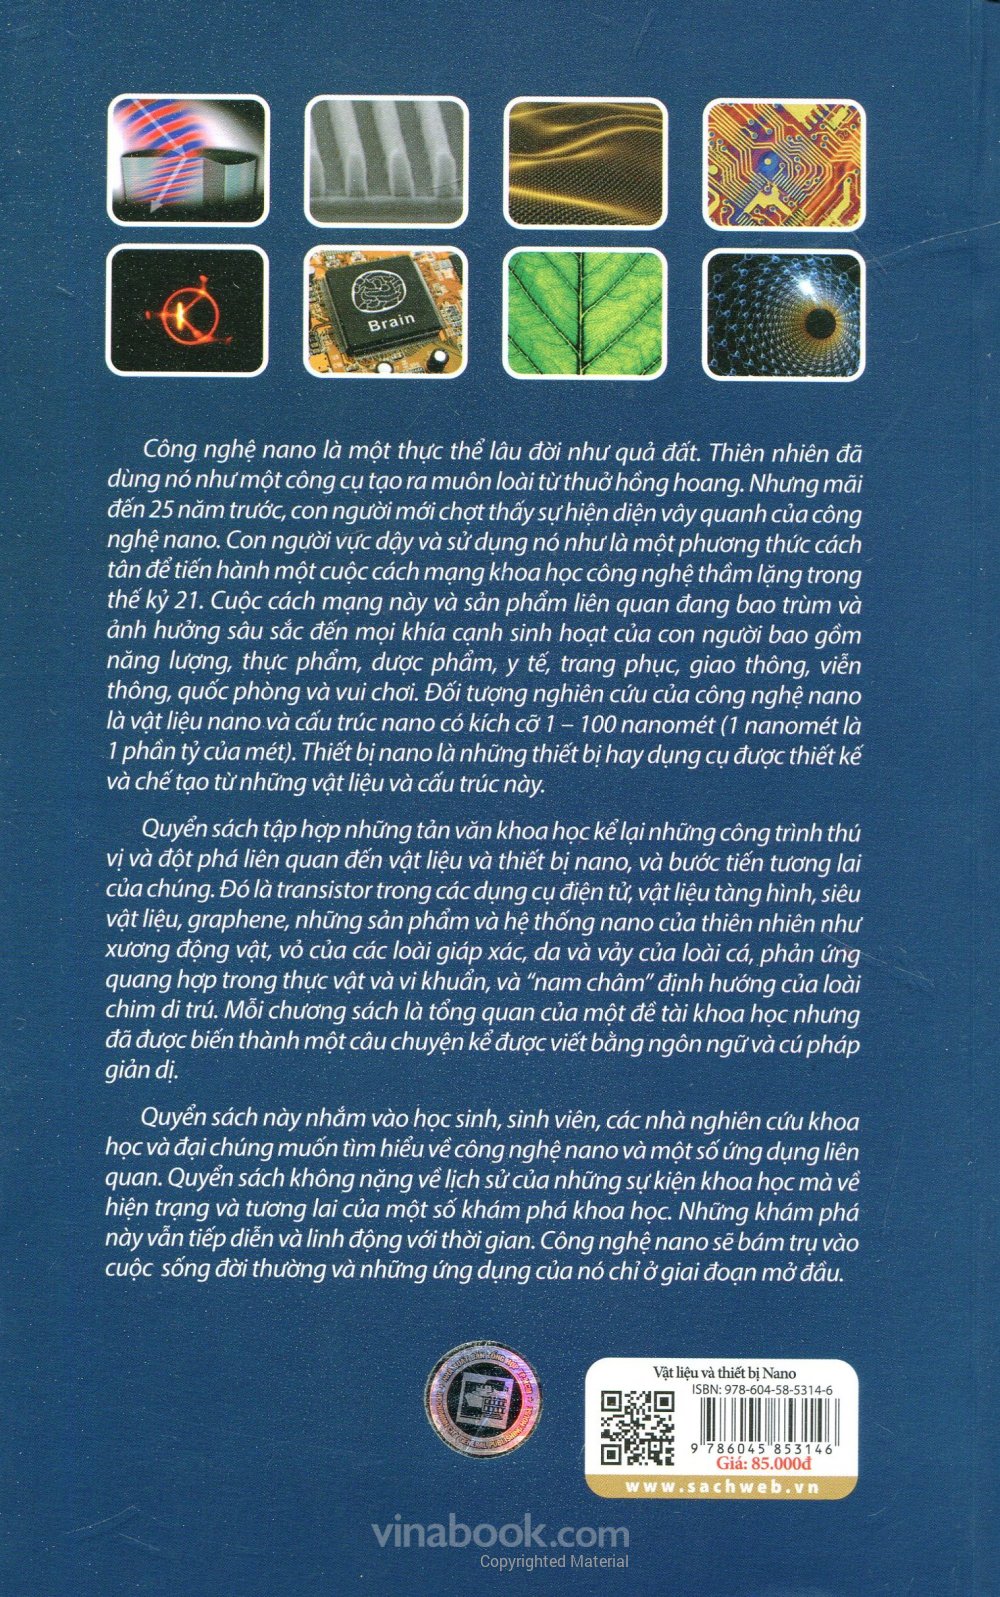 Brain
Công nghệ nano là một thực thể lâu đời như quả đất. Thiên nhiên đã
dùng nó như một công cụ tạo ra muôn loài từ thuở hồng hoang. Nhưng mãi
đến 25 năm trước, con người mới chợt thấy sự hiện diện vây quanh của công
nghệ nano. Con người vực dậy và sử dụng nó như là một phương thức cách
tân để tiến hành một cuộc cách mạng khoa học công nghệ thầm lặng trong
thế kỷ 21. Cuộc cách mạng này và sản phẩm liên quan đang bao trùm và
ảnh hưởng sâu sắc đến mọi khía cạnh sinh hoạt của con người bao gồm
năng lượng, thực phẩm, dược phẩm, y tế, trang phục, giao thông, viễn
thông, quốc phòng và vui chơi. Đối tượng nghiên cứu của công nghệ nano
là vật liệu nano và cấu trúc nano có kích cỡ 1 – 100 nanomét (1 nanomét là
1 phần tỷ của mét). Thiết bị nano là những thiết bị hay dụng cụ được thiết kế
và chế tạo từ những vật liệu và cấu trúc này.
Quyển sách tập hợp những tản văn khoa học kể lại những công trình thú
vị và đột phá liên quan đến vật liệu và thiết bị nano, và bước tiến tương lai
của chúng. Đó là transistor trong các dụng cụ điện tử, vật liệu tàng hình, siêu
vật liệu, graphene, những sản phẩm và hệ thống nano của thiên nhiên như
xương động vật, vỏ của các loài giáp xác, da và vảy của loài cá, phản ứng
quang hợp trong thực vật và vi khuẩn, và “nam châm” định hướng của loài
chim di trú. Mỗi chương sách là tổng quan của một đề tài khoa học nhưng
đã được biến thành một câu chuyện kể được viết bằng ngôn ngữ và cú pháp
giản dị.
Quyển sách này nhắm vào học sinh, sinh viên, các nhà nghiên cứu khoa
học và đại chúng muốn tìm hiểu về công nghệ nano và một số ứng dụng liên
quan. Quyển sách không nặng về lịch sử của những sự kiện khoa học mà về
hiện trạng và tương lai của một số khám phá khoa học. Những khám phá
này vẫn tiếp diễn và linh động với thời gian. Công nghệ nano sẽ bám trụ vào
cuộc sống đời thường và những ứng dụng của nó chỉ ở giai đoạn mở đầu.
Vật liệu và thiết bị Nano
ISBN: 978-604-58-5314-6
9 786045 853146
Giá: 85.000đ
www.sachweb.vn
vinabook.com
Copyrighted Material